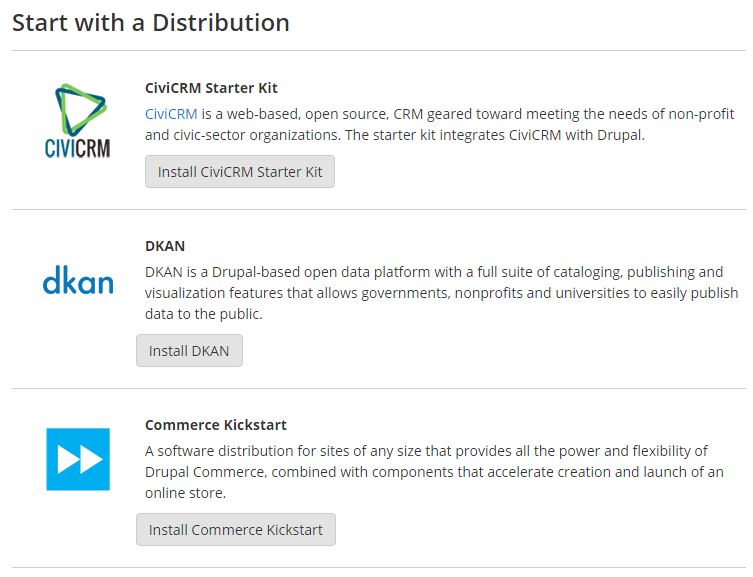 Start with a Distribution
CiviCRM Starter Kit
CIVICRM
CiviCRM is a web-based, open source, CRM geared toward meeting the needs of non-profit
and civic-sector organizations. The starter kit integrates CiviCRM with Drupal.
Install CiviCRM Starter Kit
DKAN
dkan
DKAN is a Drupal-based open data platform with a full suite of cataloging, publishing and
visualization features that allows governments, nonprofits and universities to easily publish
data to the public.
Install DKAN
Commerce Kickstart
A software distribution for sites of any size that provides all the power and flexibility of
Drupal Commerce, combined with components that accelerate creation and launch of an
online store.
Install Commerce Kickstart